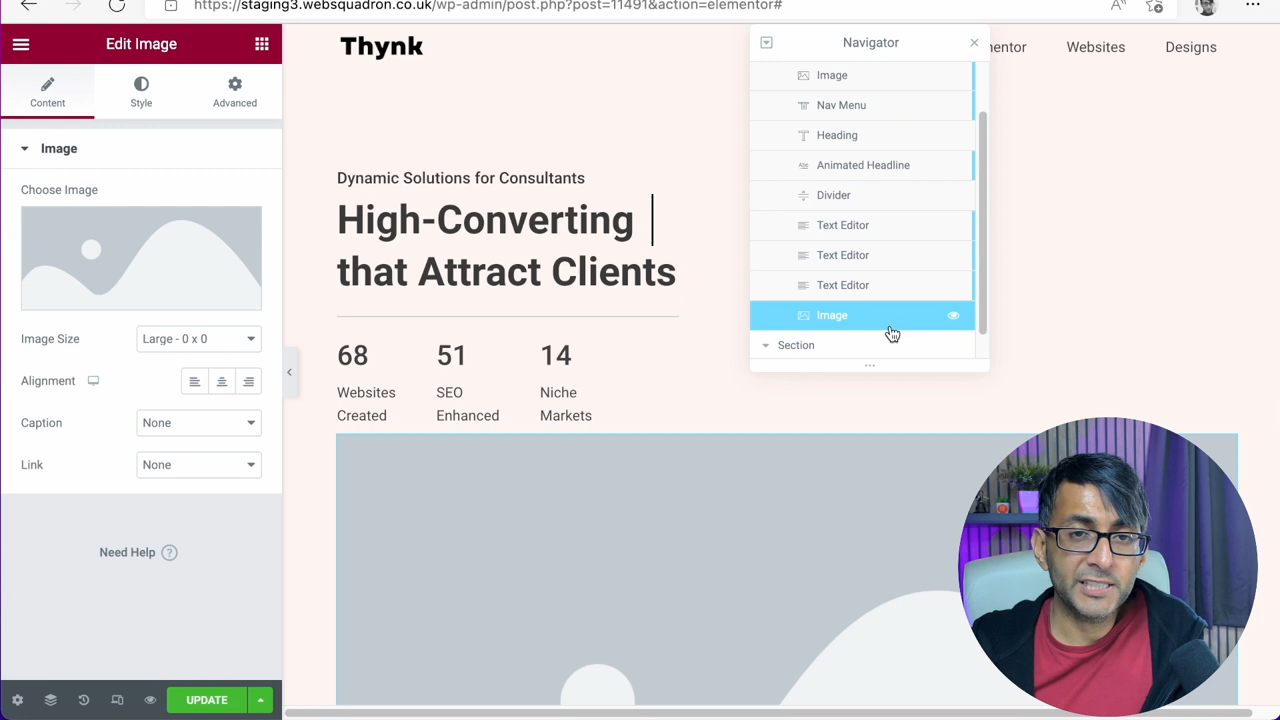 https://staging3.websquadron.co.uk/wp-admin/post.php?post=11491&action=elementor#
Edit Image
Content
Style
Advanced
Image
Choose Image
Image Size
Large - 0 x 0
Alignment
Caption
None
Link
None
Need Help ?
UPDATE
Thynk
Websites
Designs
Dynamic Solutions for Consultants
High-Converting
that Attract Clients
68
51
14
Websites
Created
SEO
Enhanced
Niche
Markets
Navigator
Image
Nav Menu
Heading
Animated Headline
Divider
Text Editor
Text Editor
Text Editor
Image
Section